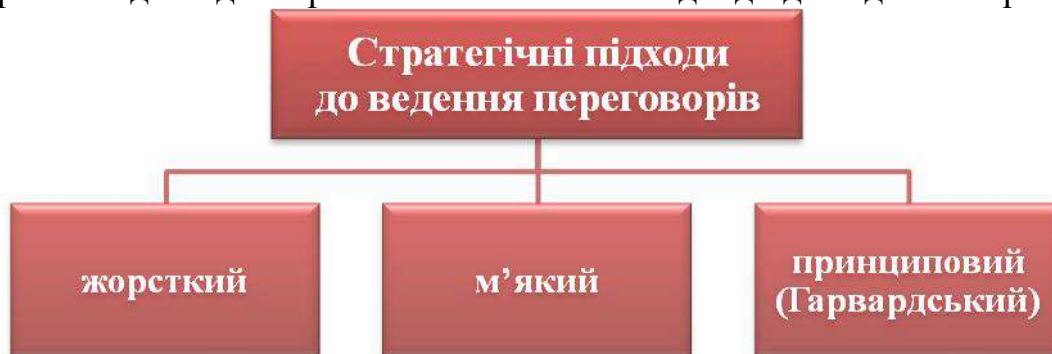 Стратегічні підходи
до ведення переговорів
жорсткий
м’який
принциповий
(Гарвардський)